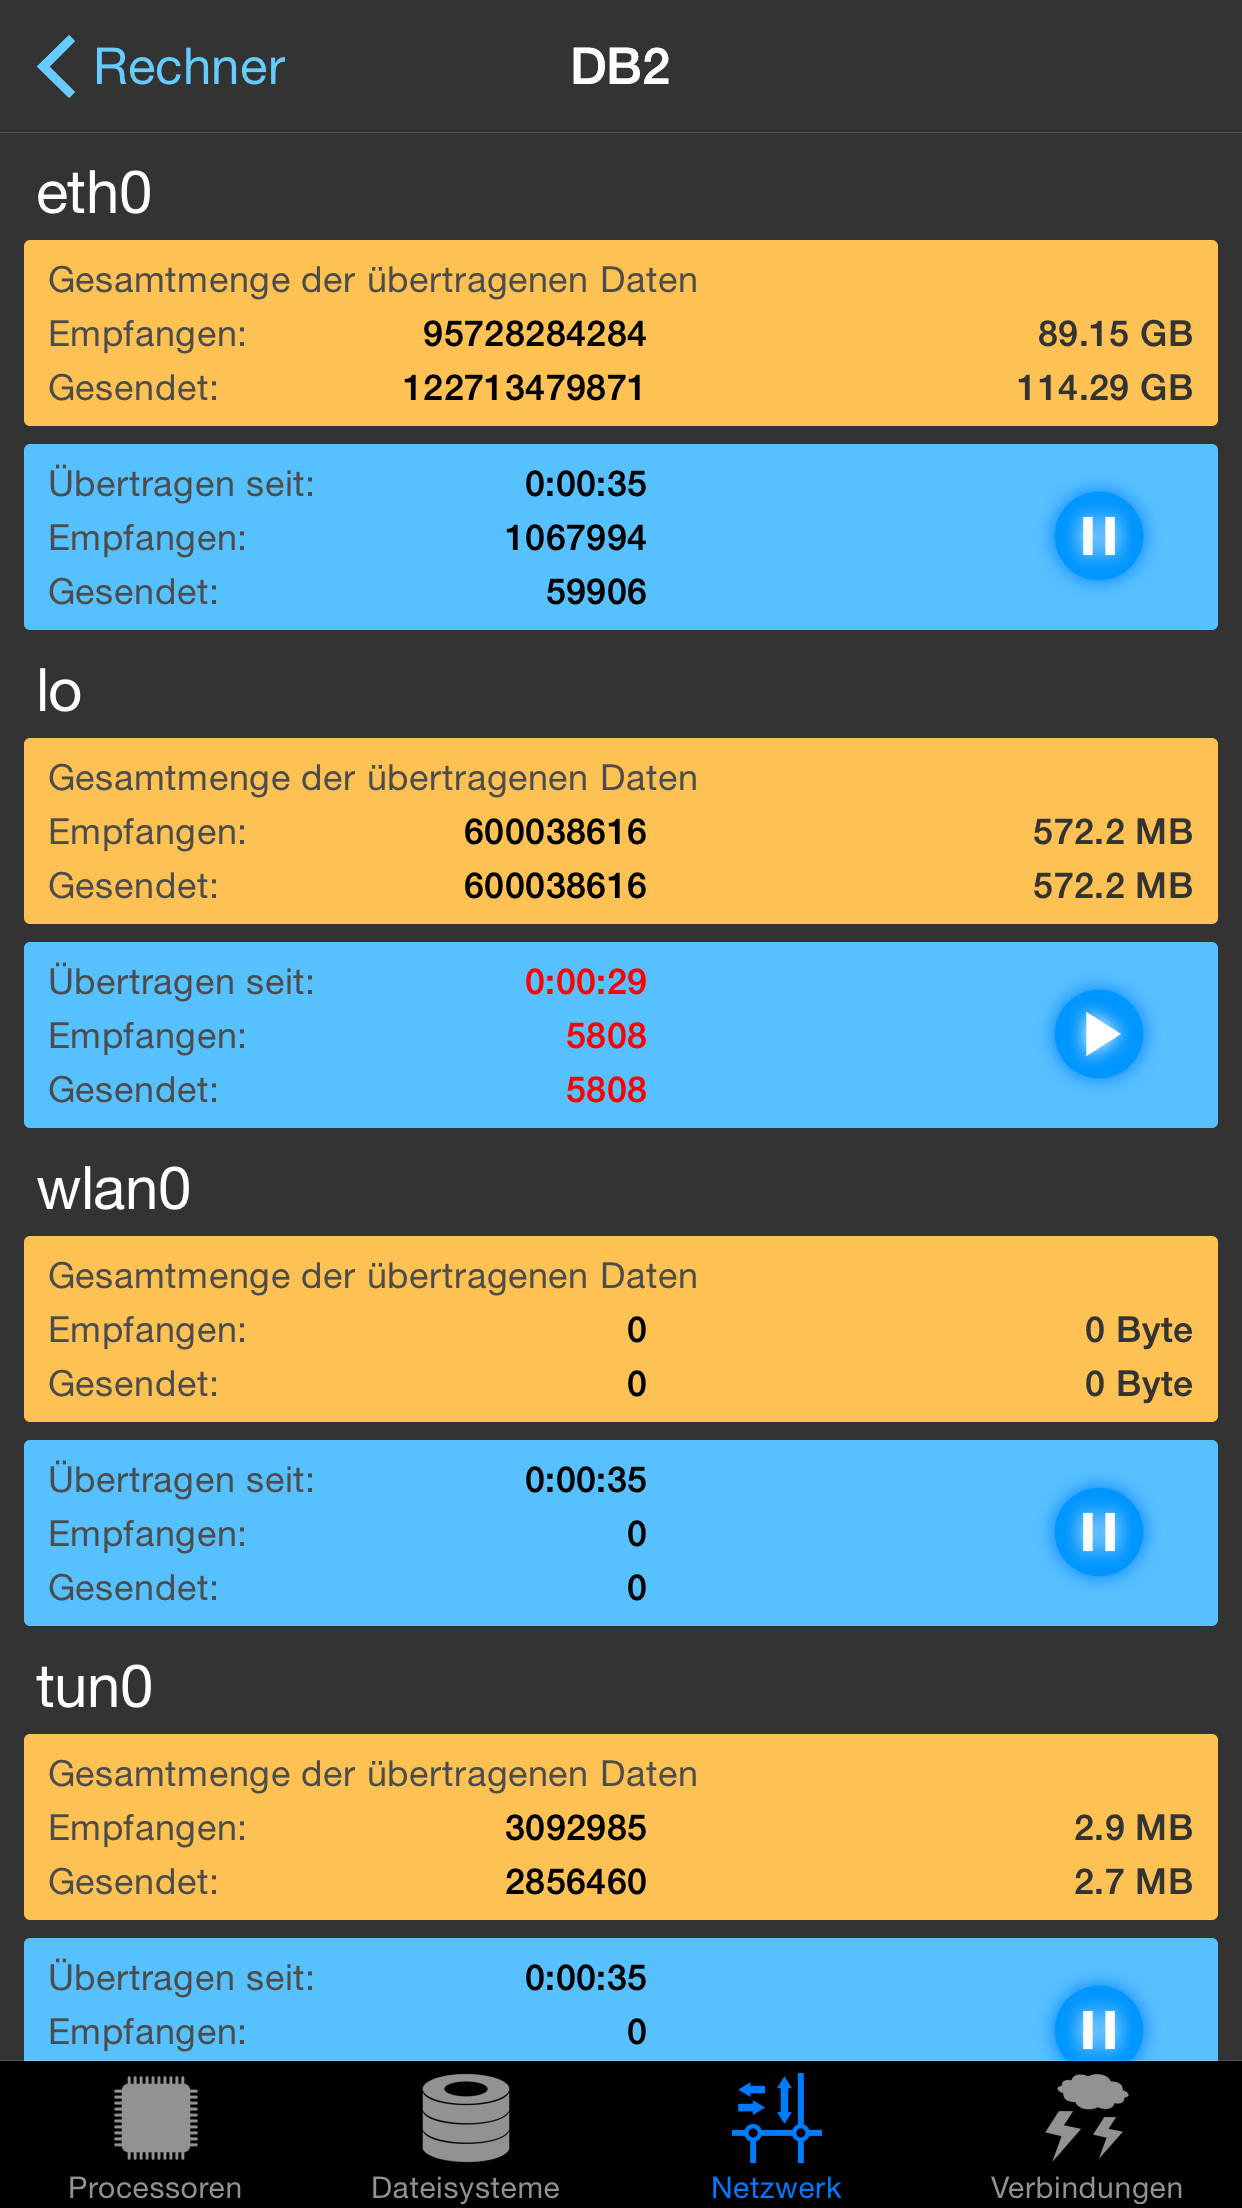 Rechner DB2
eth0
Gesamtmenge der übertragenen Daten
Empfangen: 95728284284 89.15 GB
Gesendet: 122713479871 114.29 GB
Übertragen seit: 0:00:35
Empfangen: 1067994
Gesendet: 59906
lo
Gesamtmenge der übertragenen Daten
Empfangen: 600038616 572.2 MB
Gesendet: 600038616 572.2 MB
Übertragen seit: 0:00:29
Empfangen: 5808
Gesendet: 5808
wlan0
Gesamtmenge der übertragenen Daten
Empfangen: 0 0 Byte
Gesendet: 0 0 Byte
Übertragen seit: 0:00:35
Empfangen: 0
Gesendet: 0
tun0
Gesamtmenge der übertragenen Daten
Empfangen: 3092985 2.9 MB
Gesendet: 2856460 2.7 MB
Übertragen seit: 0:00:35
Empfangen: 0
Processoren Dateisysteme Netzwerk Verbindungen